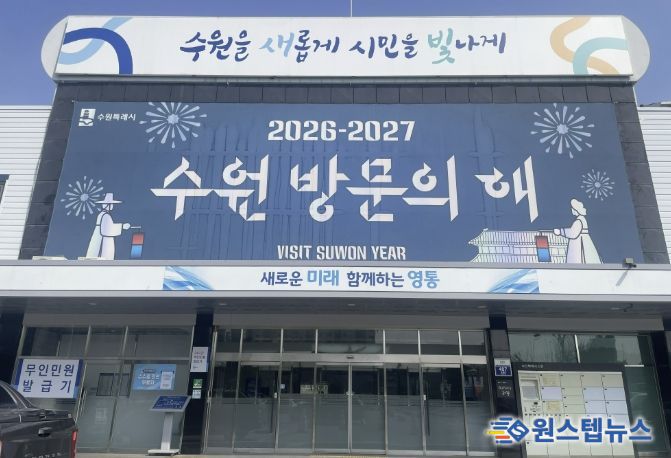 수원을 새롭게 시민을 빛나게
수원특례시
2026-2027
수원 방문의 해
VISIT SUWON YEAR
새로운 미래 함께하는 영통
무인민원
발급기
원스텝뉴스